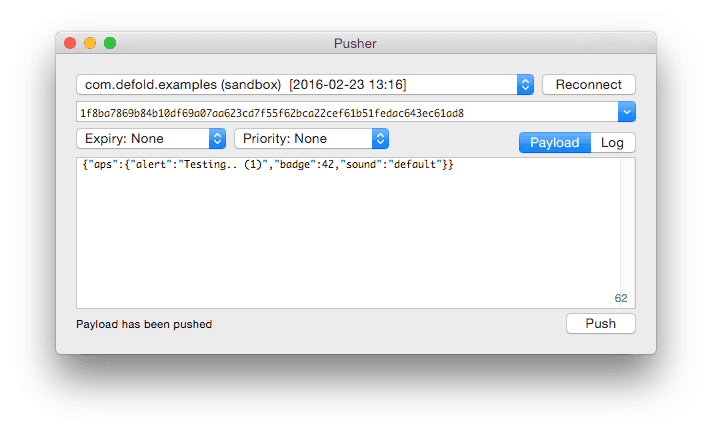 Pusher
com.defold.examples (sandbox)  [2016-02-23 13:16]
Reconnect
1f8ba7869b84b10df69a07aa623cd7f55f62bca22cef61b51fedac643ec61ad8
Expiry: None
Priority: None
Payload
Log
{"aps":{"alert":"Testing.. (1)","badge":42,"sound":"default"}}
62
Payload has been pushed
Push